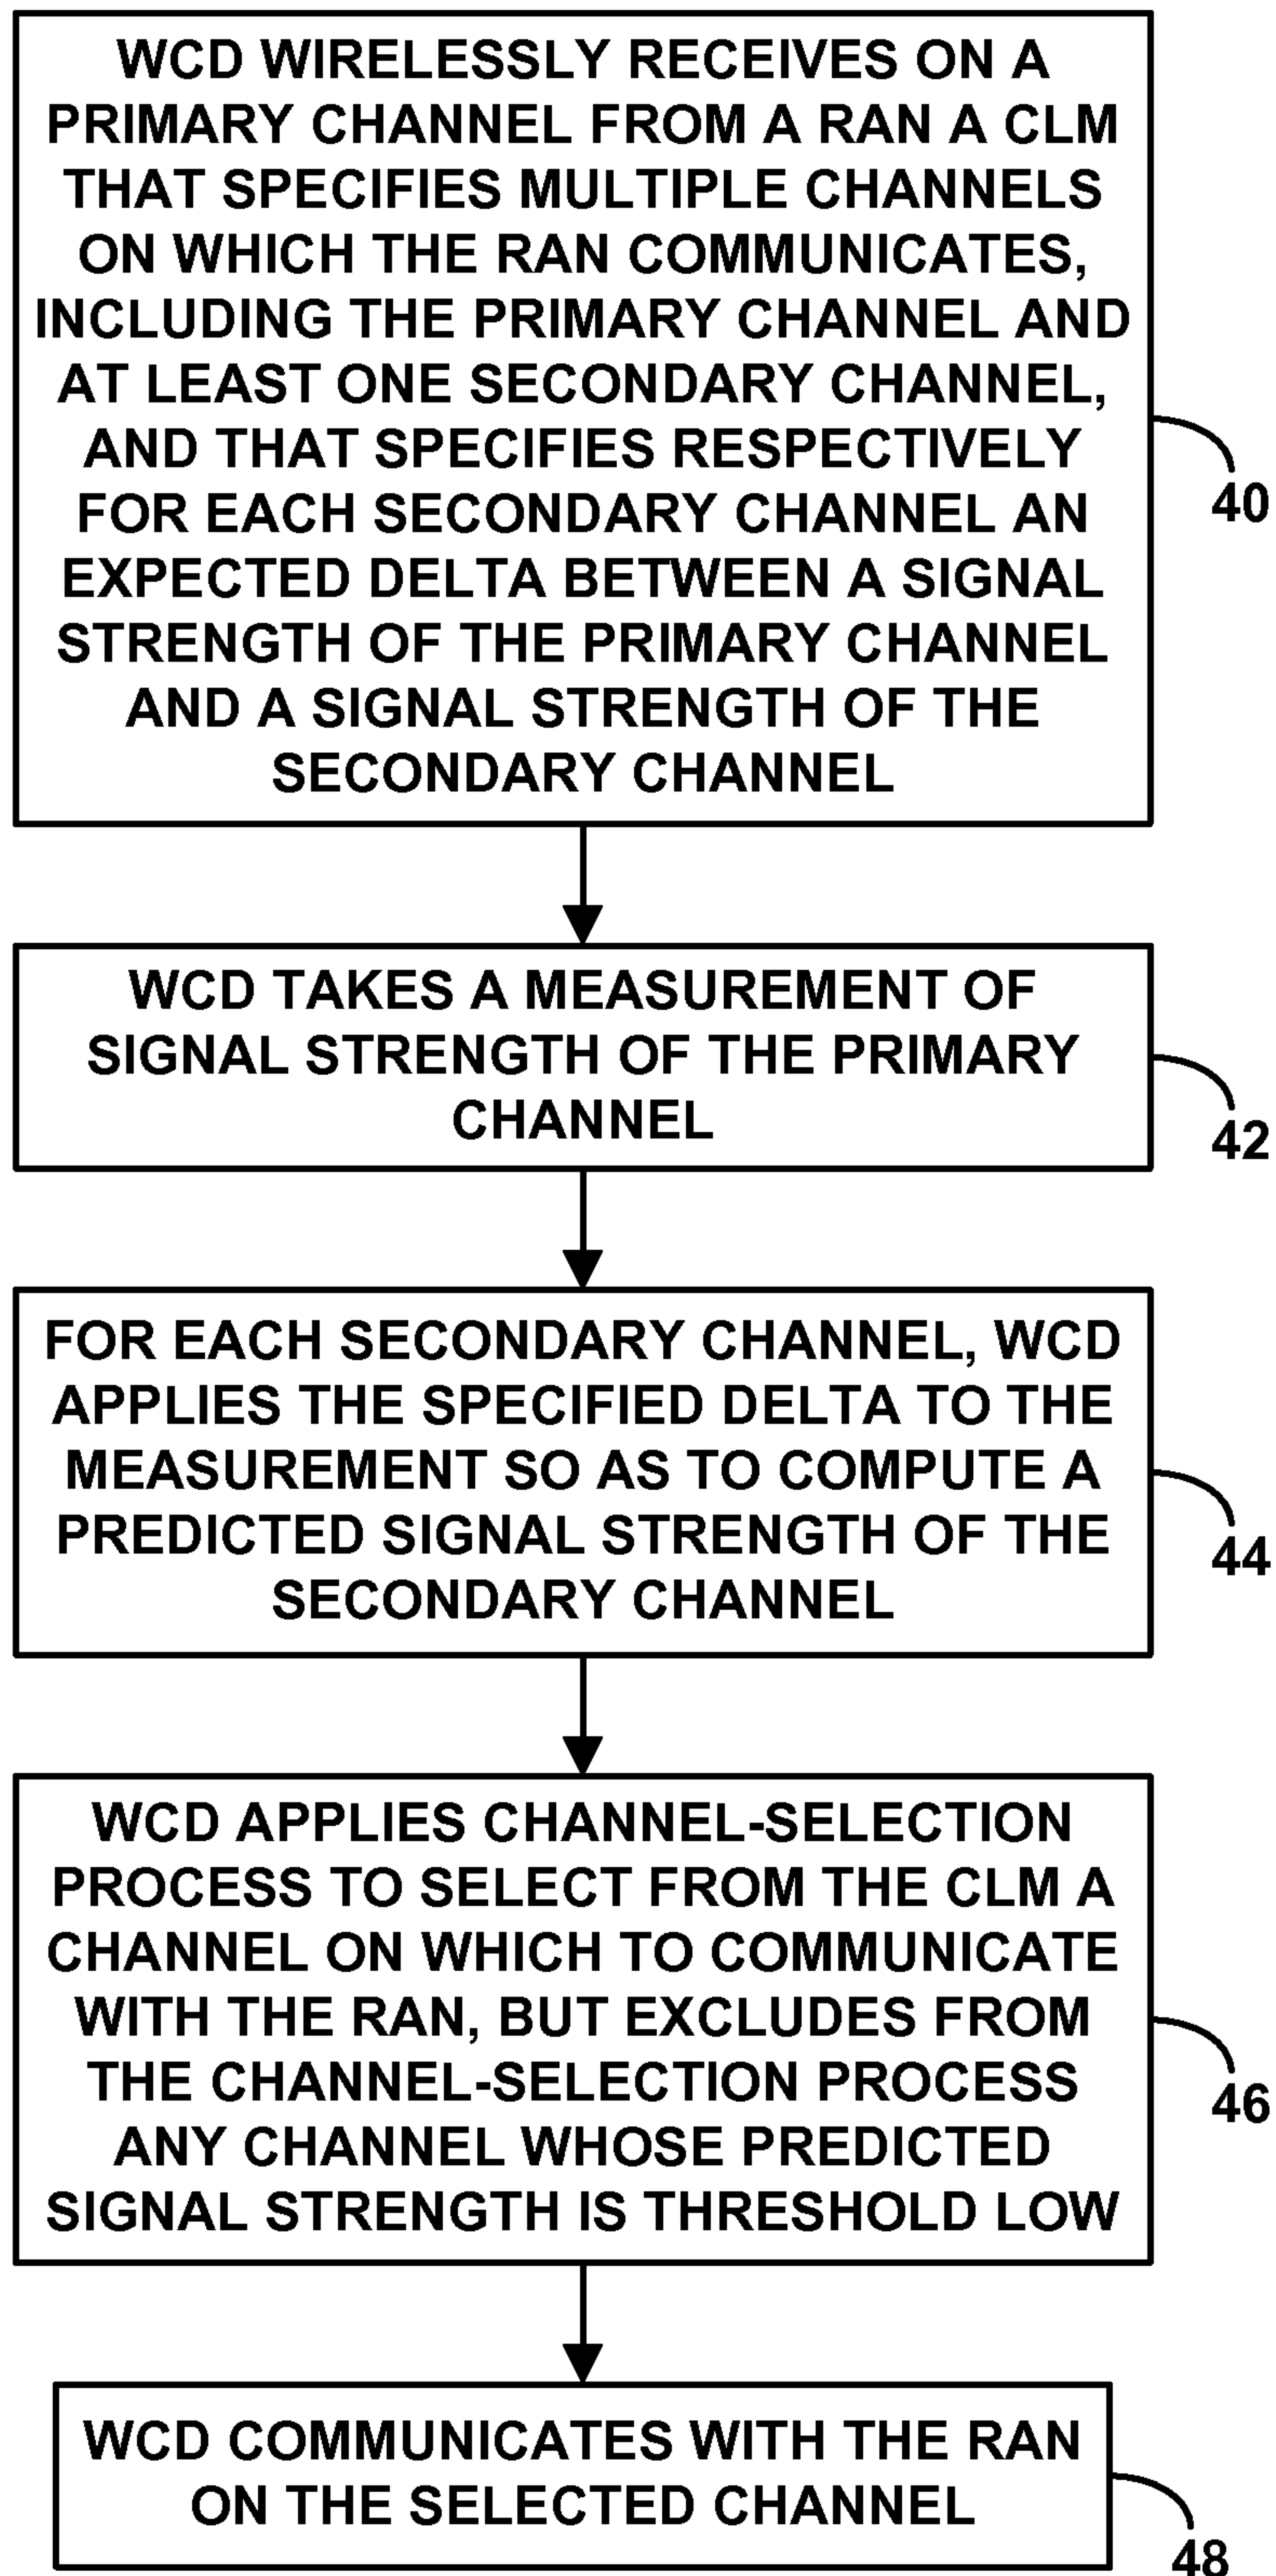 WCD WIRELESSLY RECEIVES ON A
PRIMARY CHANNEL FROM A RAN A CLM
THAT SPECIFIES MULTIPLE CHANNELS
ON WHICH THE RAN COMMUNICATES,
INCLUDING THE PRIMARY CHANNEL AND
AT LEAST ONE SECONDARY CHANNEL,
AND THAT SPECIFIES RESPECTIVELY
FOR EACH SECONDARY CHANNEL AN
EXPECTED DELTA BETWEEN A SIGNAL
STRENGTH OF THE PRIMARY CHANNEL
AND A SIGNAL STRENGTH OF THE
SECONDARY CHANNEL
40
WCD TAKES A MEASUREMENT OF
SIGNAL STRENGTH OF THE PRIMARY
CHANNEL
42
FOR EACH SECONDARY CHANNEL, WCD
APPLIES THE SPECIFIED DELTA TO THE
MEASUREMENT SO AS TO COMPUTE A
PREDICTED SIGNAL STRENGTH OF THE
SECONDARY CHANNEL
44
WCD APPLIES CHANNEL-SELECTION
PROCESS TO SELECT FROM THE CLM A
CHANNEL ON WHICH TO COMMUNICATE
WITH THE RAN, BUT EXCLUDES FROM
THE CHANNEL-SELECTION PROCESS
ANY CHANNEL WHOSE PREDICTED
SIGNAL STRENGTH IS THRESHOLD LOW
46
WCD COMMUNICATES WITH THE RAN
ON THE SELECTED CHANNEL
48